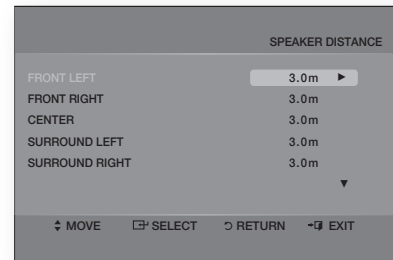 SPEAKER DISTANCE
FRONT LEFT 3.0m ►
FRONT RIGHT 3.0m
CENTER 3.0m
SURROUND LEFT 3.0m
SURROUND RIGHT 3.0m
▼
MOVE SELECT RETURN EXIT